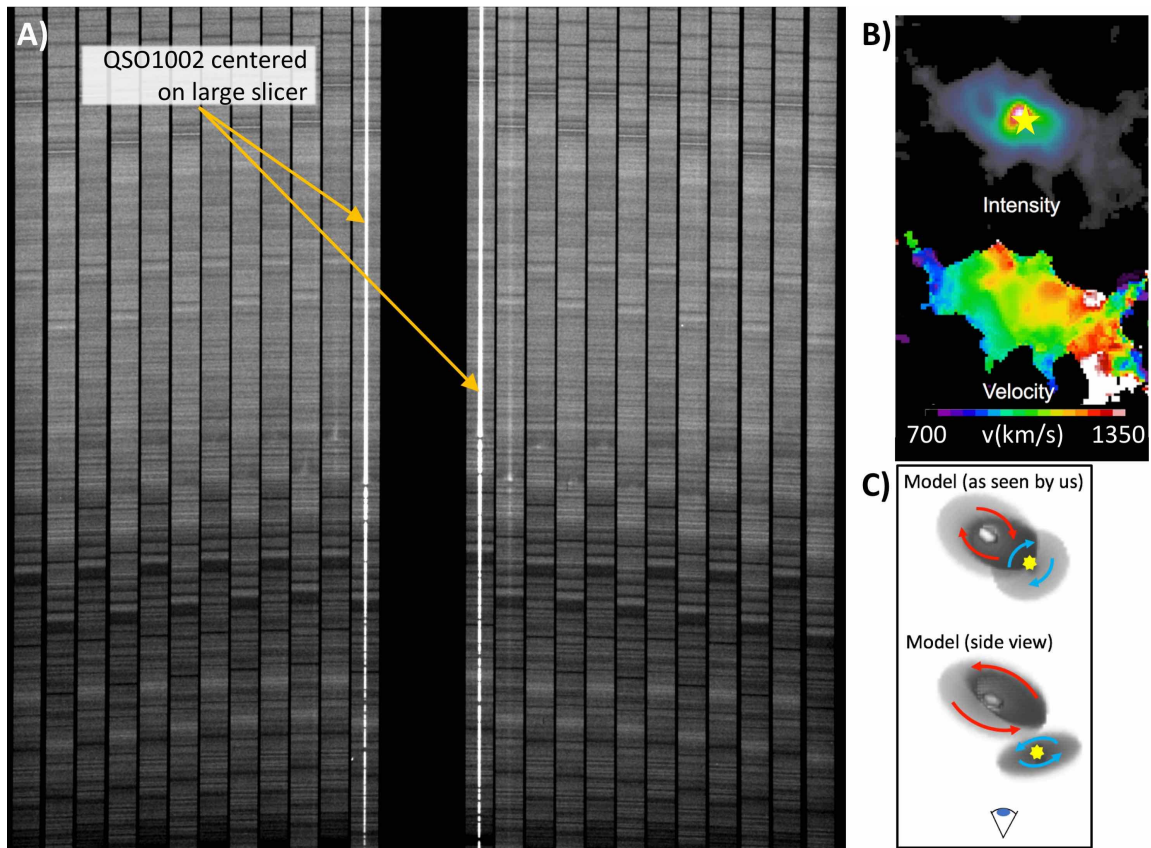 A)
QSO1002 centered
on large slicer
B)
Intensity
Velocity
700 v(km/s) 1350
C)
Model (as seen by us)
Model (side view)